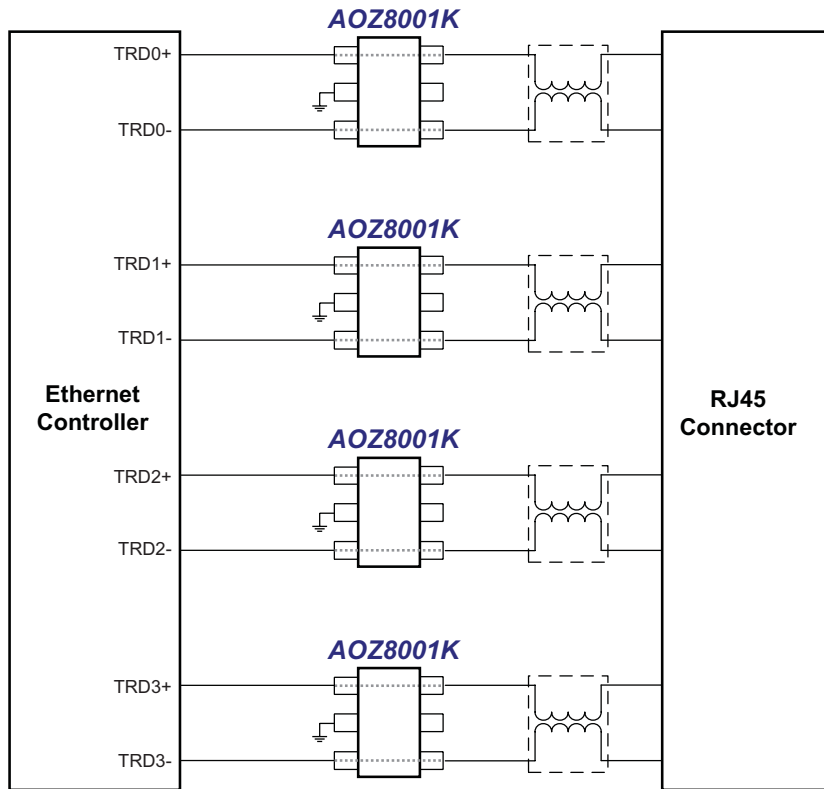 AOZ8001K
TRD0+
TRD0-
AOZ8001K
TRD1+
TRD1-
Ethernet
Controller
RJ45
Connector
AOZ8001K
TRD2+
TRD2-
AOZ8001K
TRD3+
TRD3-